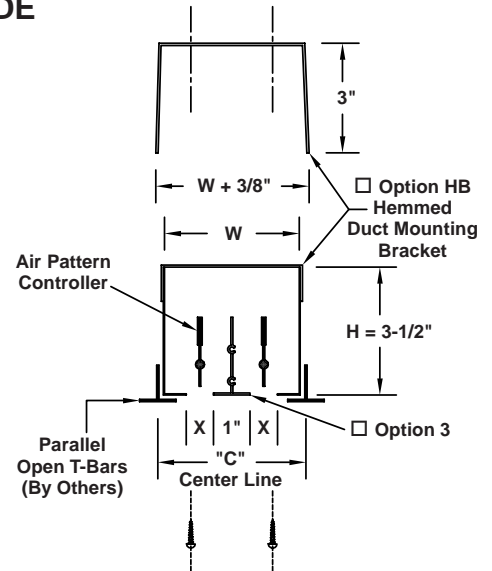 DE
3"
W + 3/8"
☐ Option HB
Hemmed
Duct Mounting
Bracket
W
Air Pattern
Controller
H = 3-1/2"
X 1" X
☐ Option 3
"C"
Center Line
Parallel
Open T-Bars
(By Others)